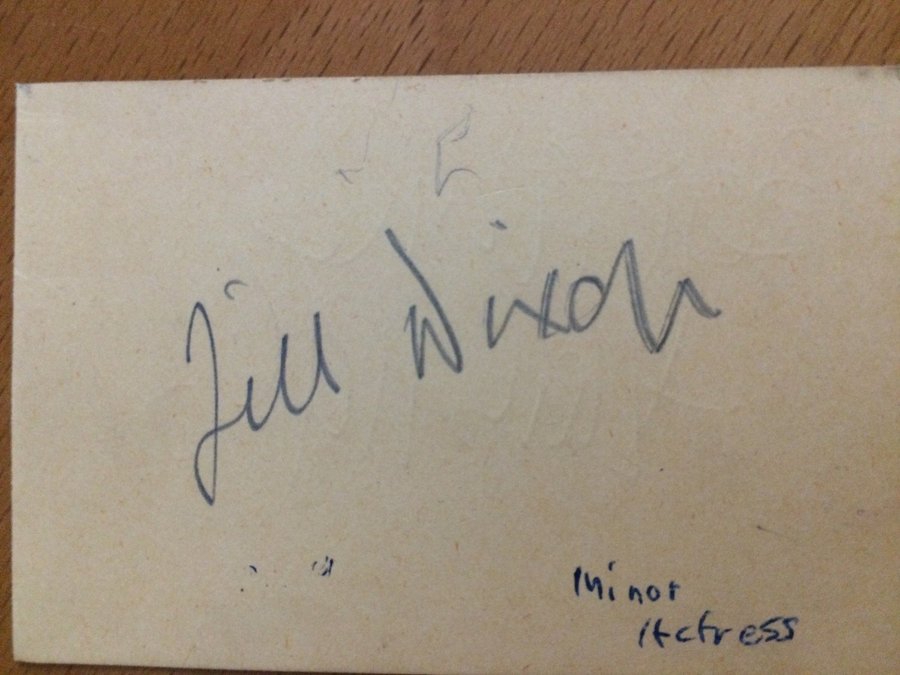 Jill Dixon
Minor
Actress